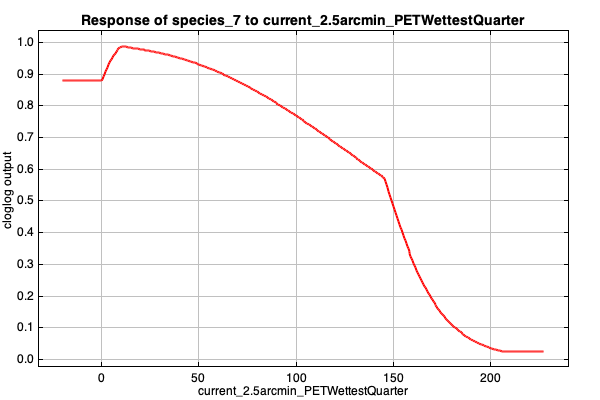 Response of species_7 to current_2.5arcmin_PETWettestQuarter
1.0
0.9
0.8
0.7
0.6
0.5
0.4
0.3
0.2
0.1
0.0
cloglog output
0 50 100 150 200
current_2.5arcmin_PETWettestQuarter